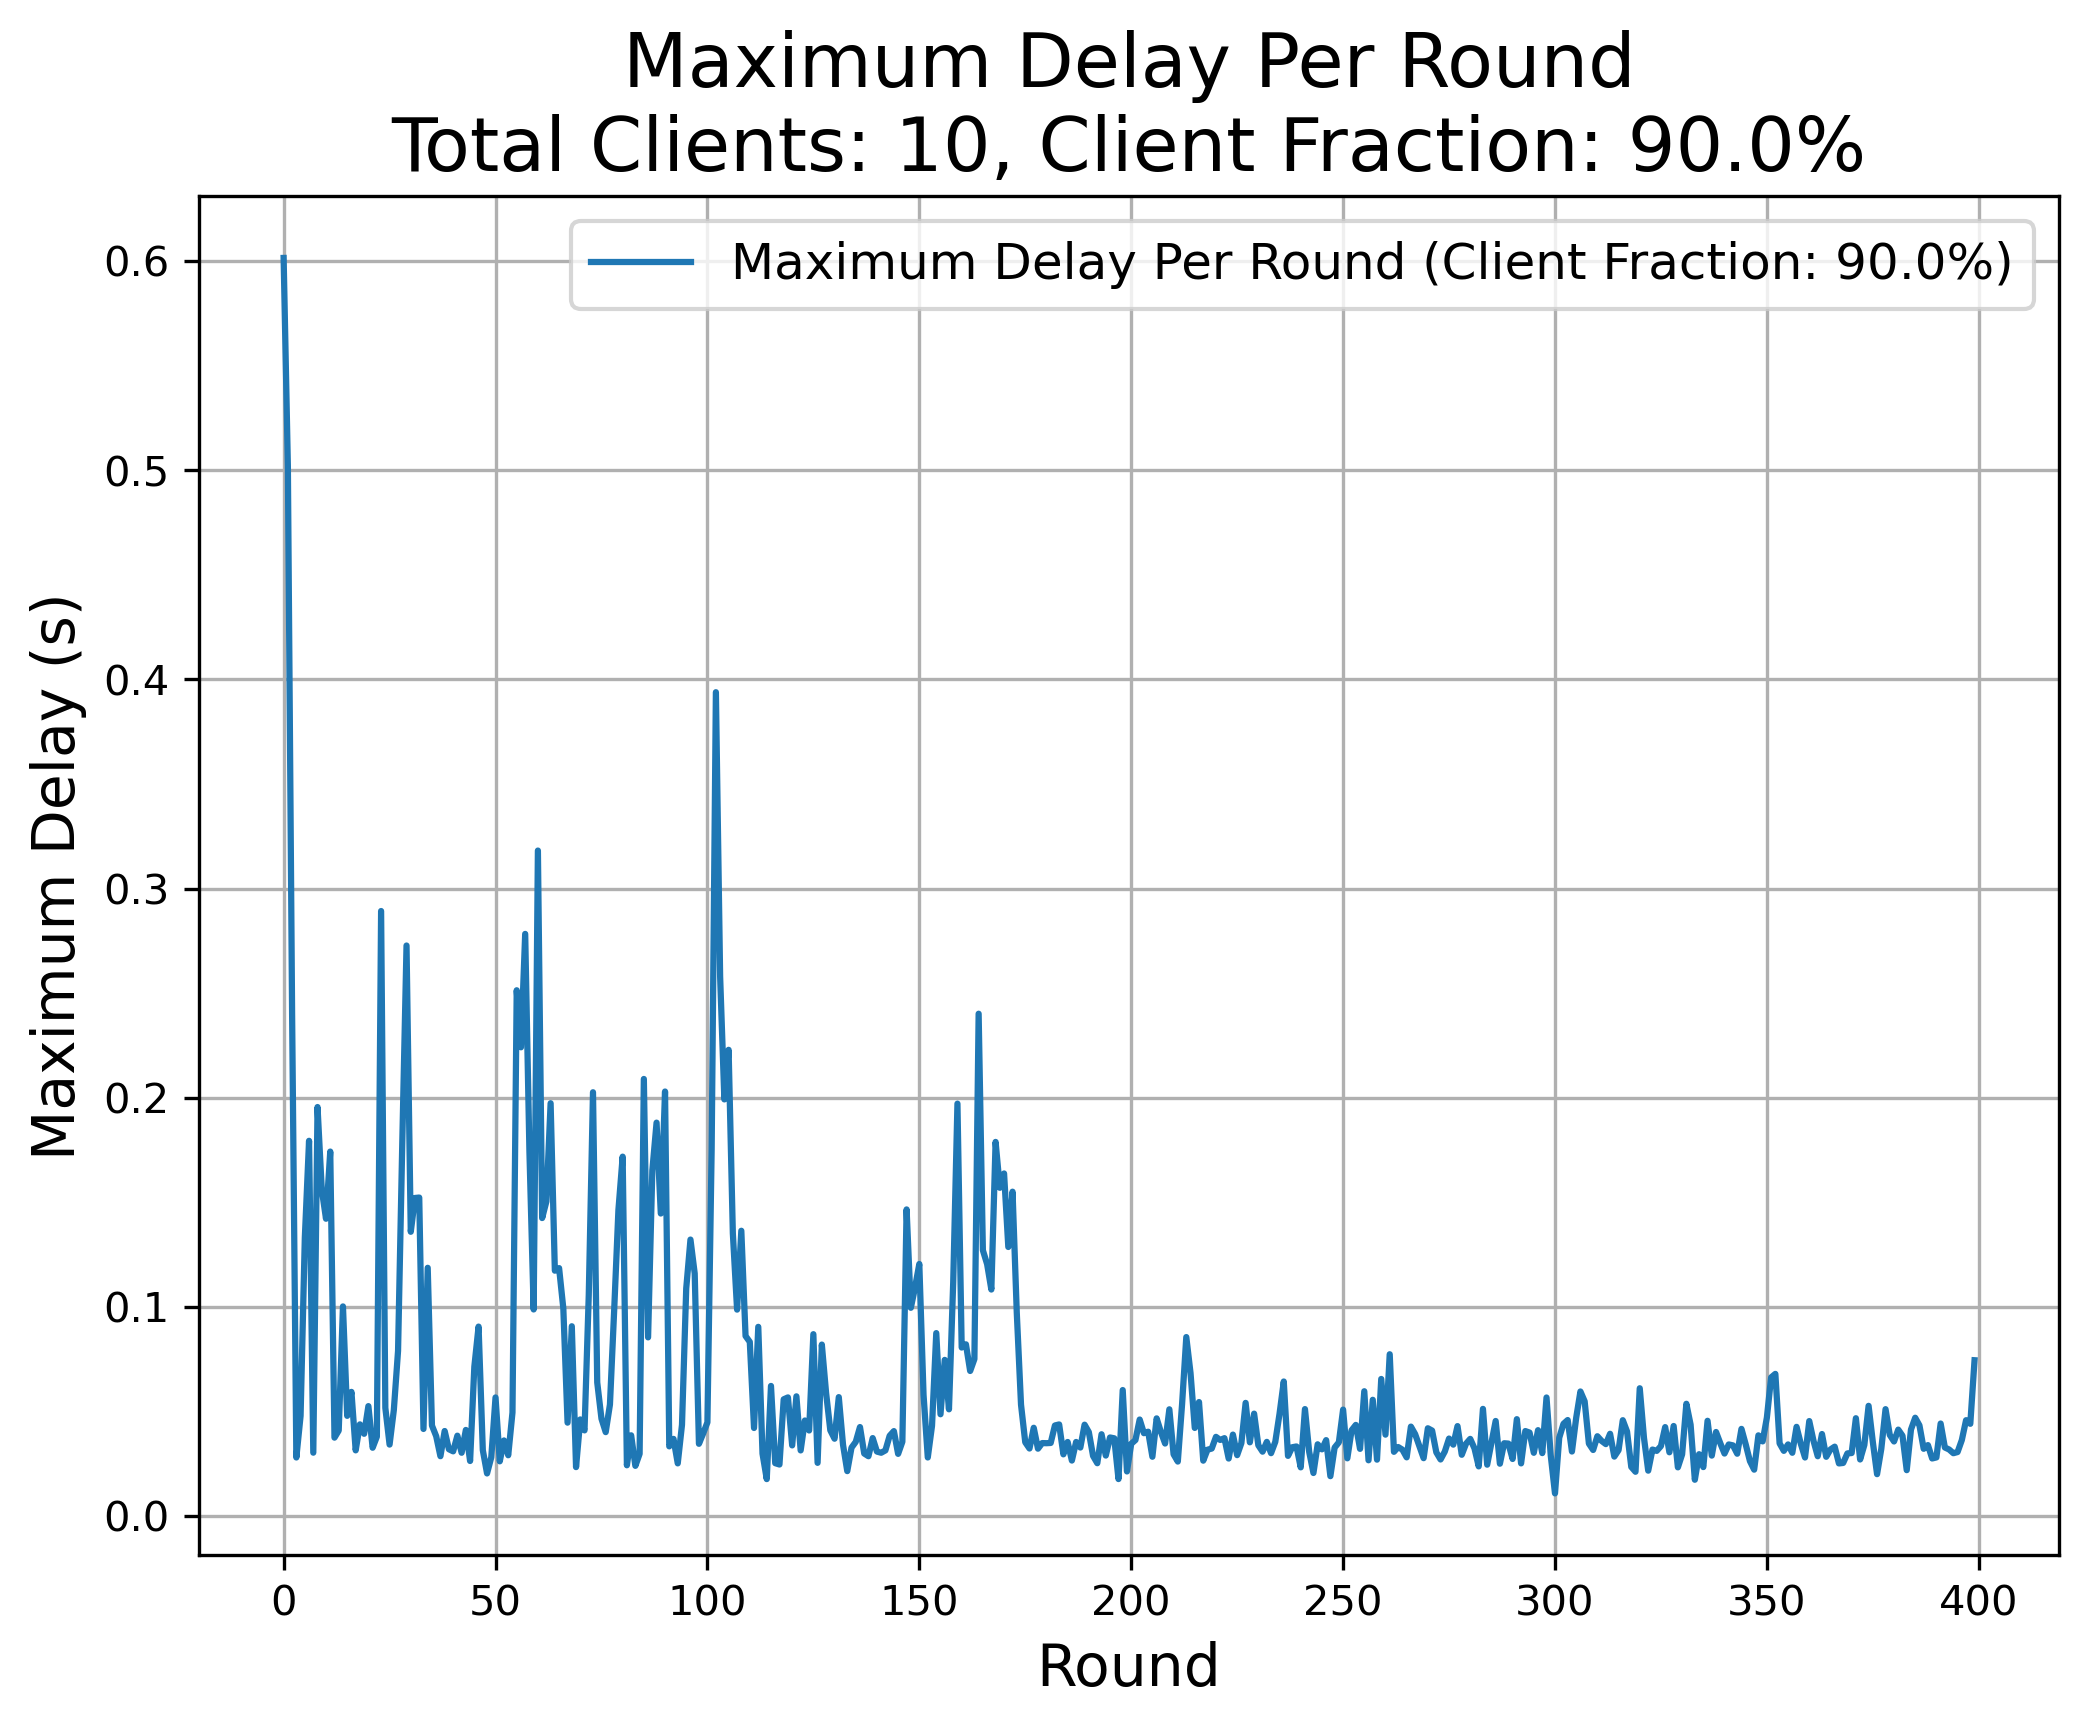 Maximum Delay Per Round
Total Clients: 10, Client Fraction: 90.0%
Maximum Delay Per Round (Client Fraction: 90.0%)
Maximum Delay (s)
0.6
0.5
0.4
0.3
0.2
0.1
0.0
0 50 100 150 200 250 300 350 400
Round